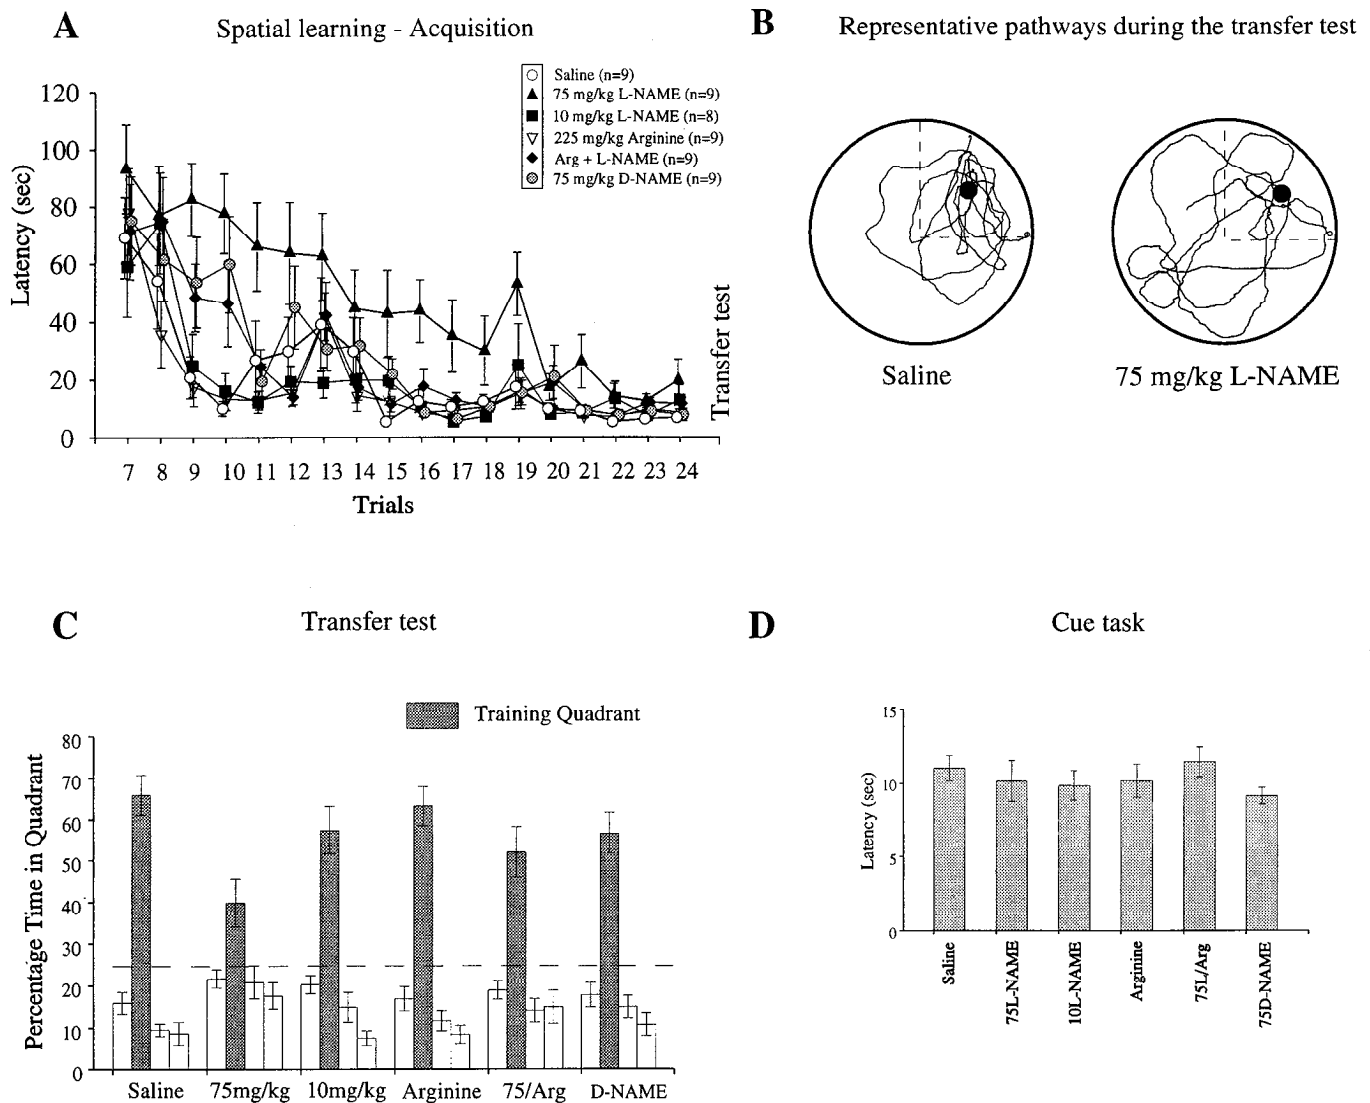 A
Spatial learning - Acquisition
Saline (n=9)
75 mg/kg L-NAME (n=9)
10 mg/kg L-NAME (n=8)
225 mg/kg Arginine (n=9)
Arg + L-NAME (n=9)
75 mg/kg D-NAME (n=9)
120
100
80
60
40
20
0
Latency (sec)
7 8 9 10 11 12 13 14 15 16 17 18 19 20 21 22 23 24
Trials
Transfer test
B
Representative pathways during the transfer test
Saline
75 mg/kg L-NAME
C
Transfer test
Training Quadrant
80
70
60
50
40
30
20
10
0
Percentage Time in Quadrant
Saline 75mg/kg 10mg/kg Arginine 75/Arg D-NAME
D
Cue task
15
10
5
0
Latency (sec)
Saline
75L-NAME
10L-NAME
Arginine
75L/Arg
75D-NAME